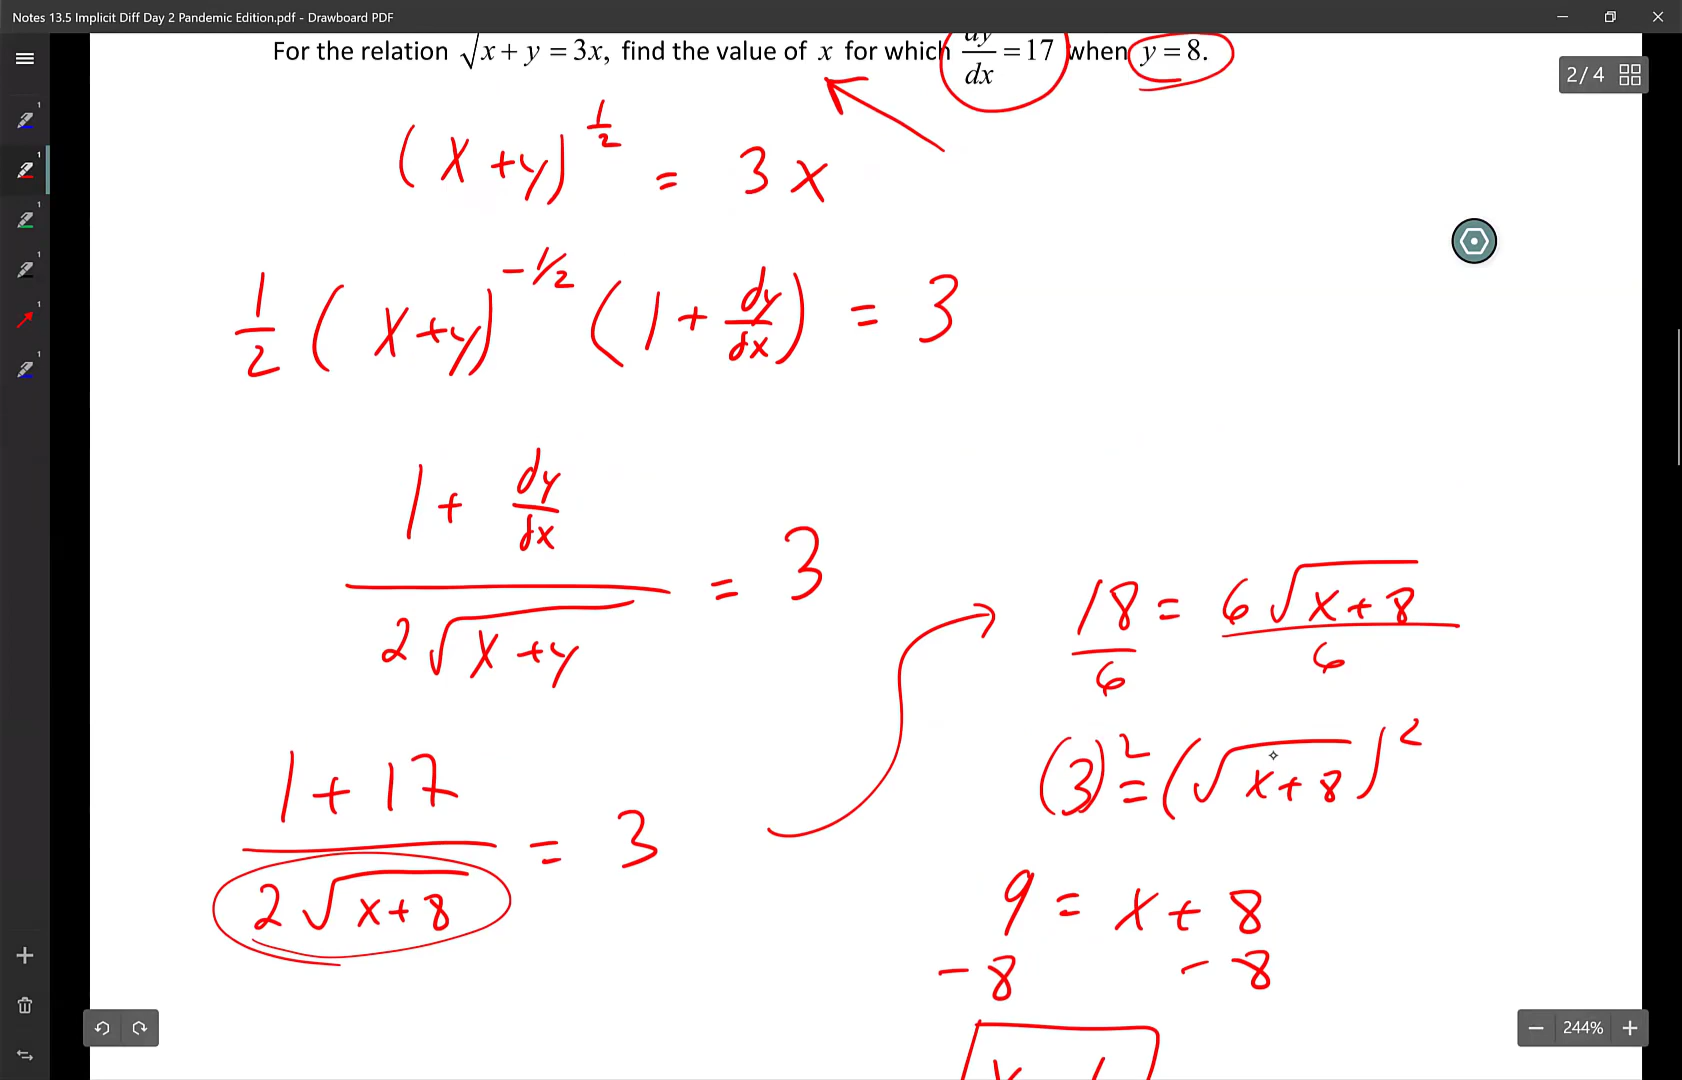 Notes 13.5 Implicit Diff Day 2 Pandemic Edition.pdf - Drawboard PDF
2 / 4
For the relation √(x + y) = 3x, find the value of x for which dy/dx = 17 when y = 8.
(x + y)^(1/2) = 3x
1/2 (x + y)^(-1/2) (1 + dy/dx) = 3
(1 + dy/dx) / (2√(x + y)) = 3
(1 + 17) / (2√(x + 8)) = 3
18/6 = 6√(x + 8)/6
(3)² = (√(x + 8))²
9 = x + 8
-8 -8
244%